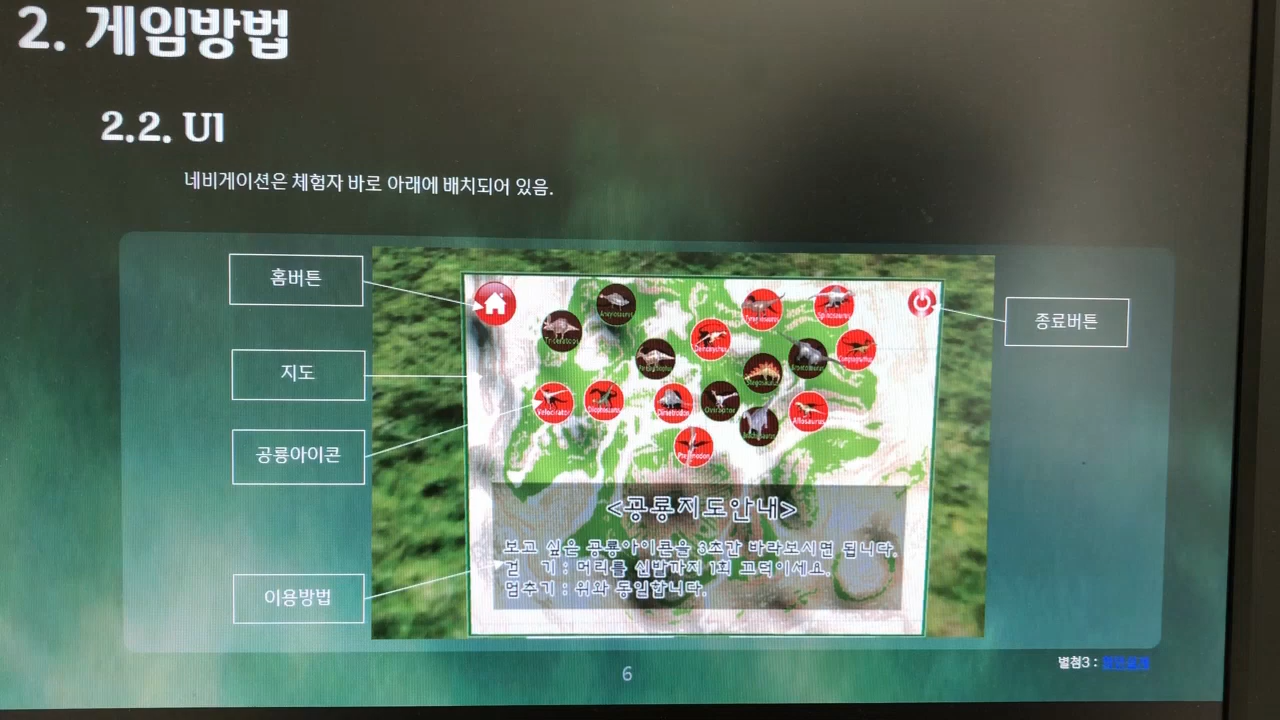 2. 게임방법
2.2. UI
네비게이션은 체험자 바로 아래에 배치되어 있음.
홈버튼
지도
공룡아이콘
이용방법
종료버튼
Triceratops
Stegosaurus
Dilophosaurus
Dimetrodon
Allosaurus
<공룡지도안내>
보고 싶은 공룡아이콘을 3초간 바라보시면 됩니다.
걷 기 : 머리를 신발까지 1회 끄덕이세요.
멈추기 : 위와 동일합니다.
별첨3 :
6